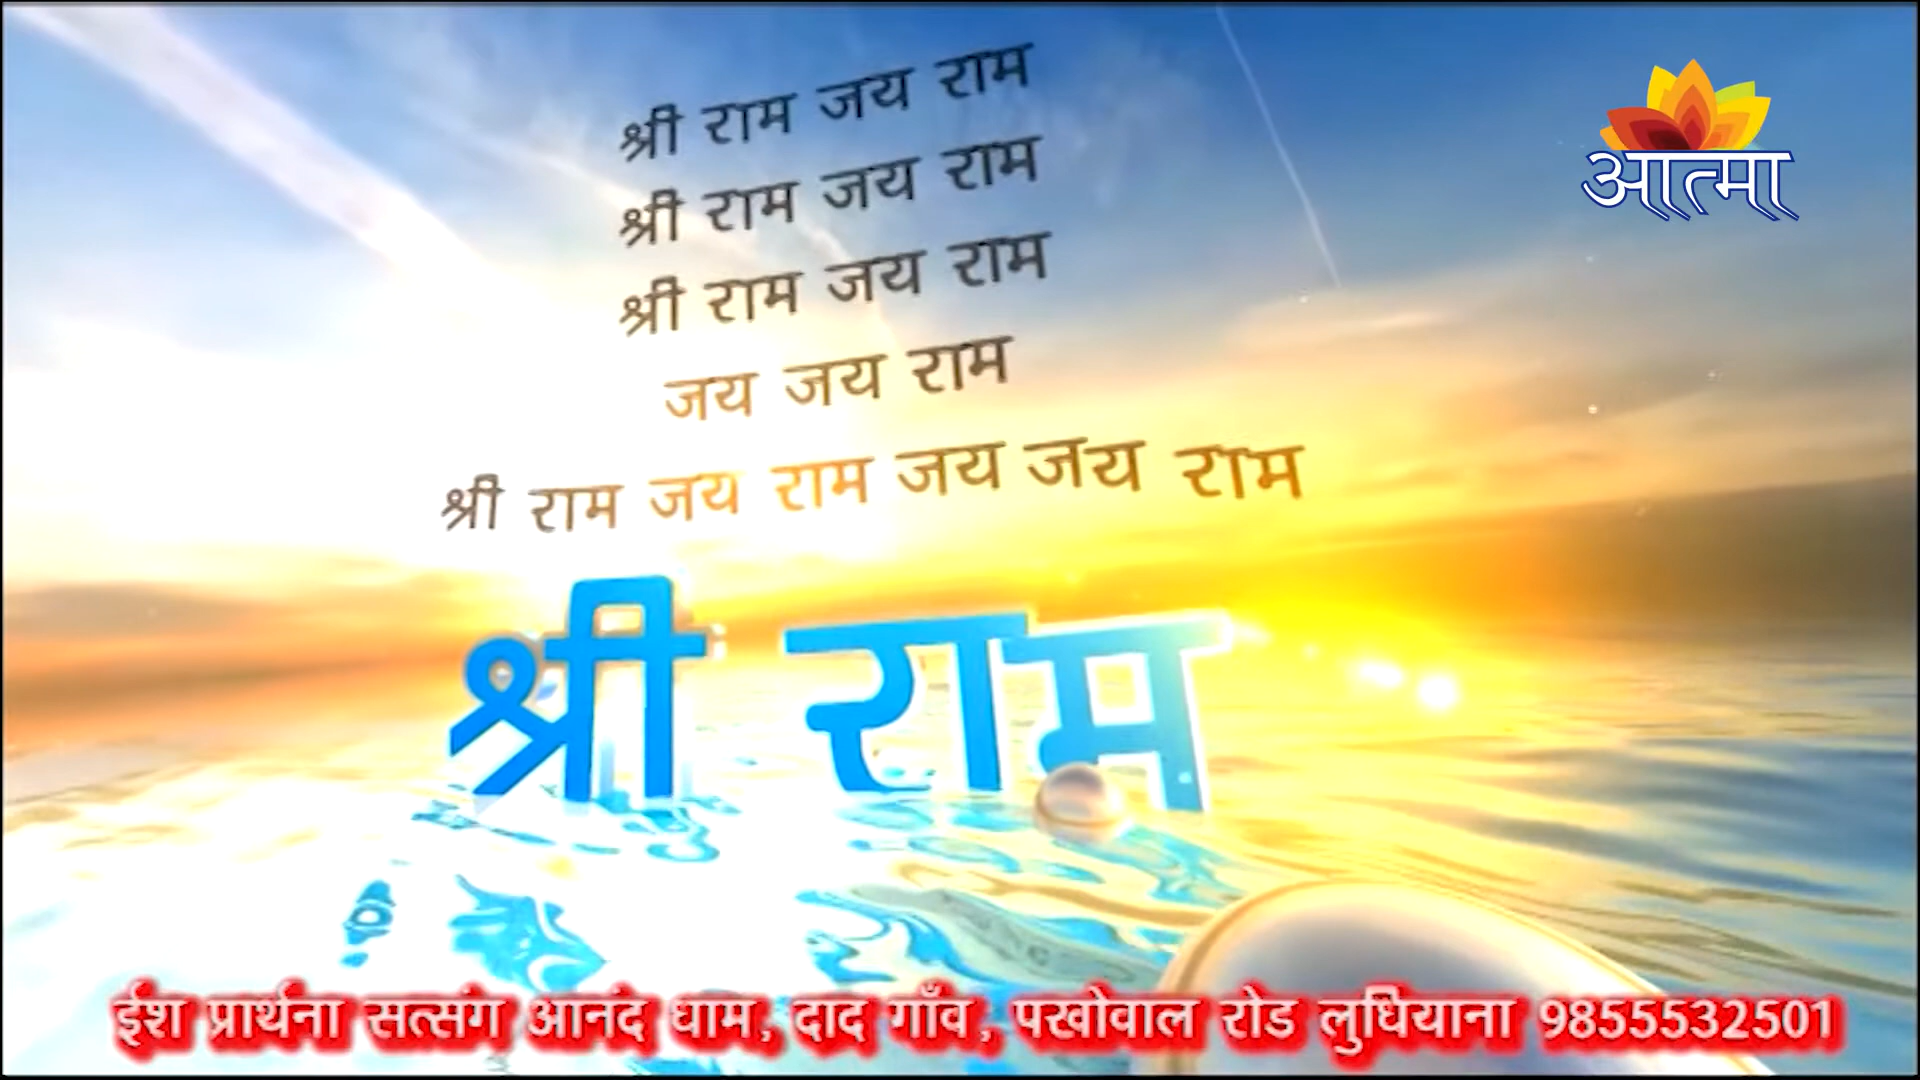 श्री राम जय राम
श्री राम जय राम
श्री राम जय राम
जय जय राम
श्री राम जय राम जय जय राम
श्री राम
आत्मा
ईश प्रार्थना सत्संग आनंद धाम, दाद गाँव, पखोवाल रोड लुधियाना 9855532501